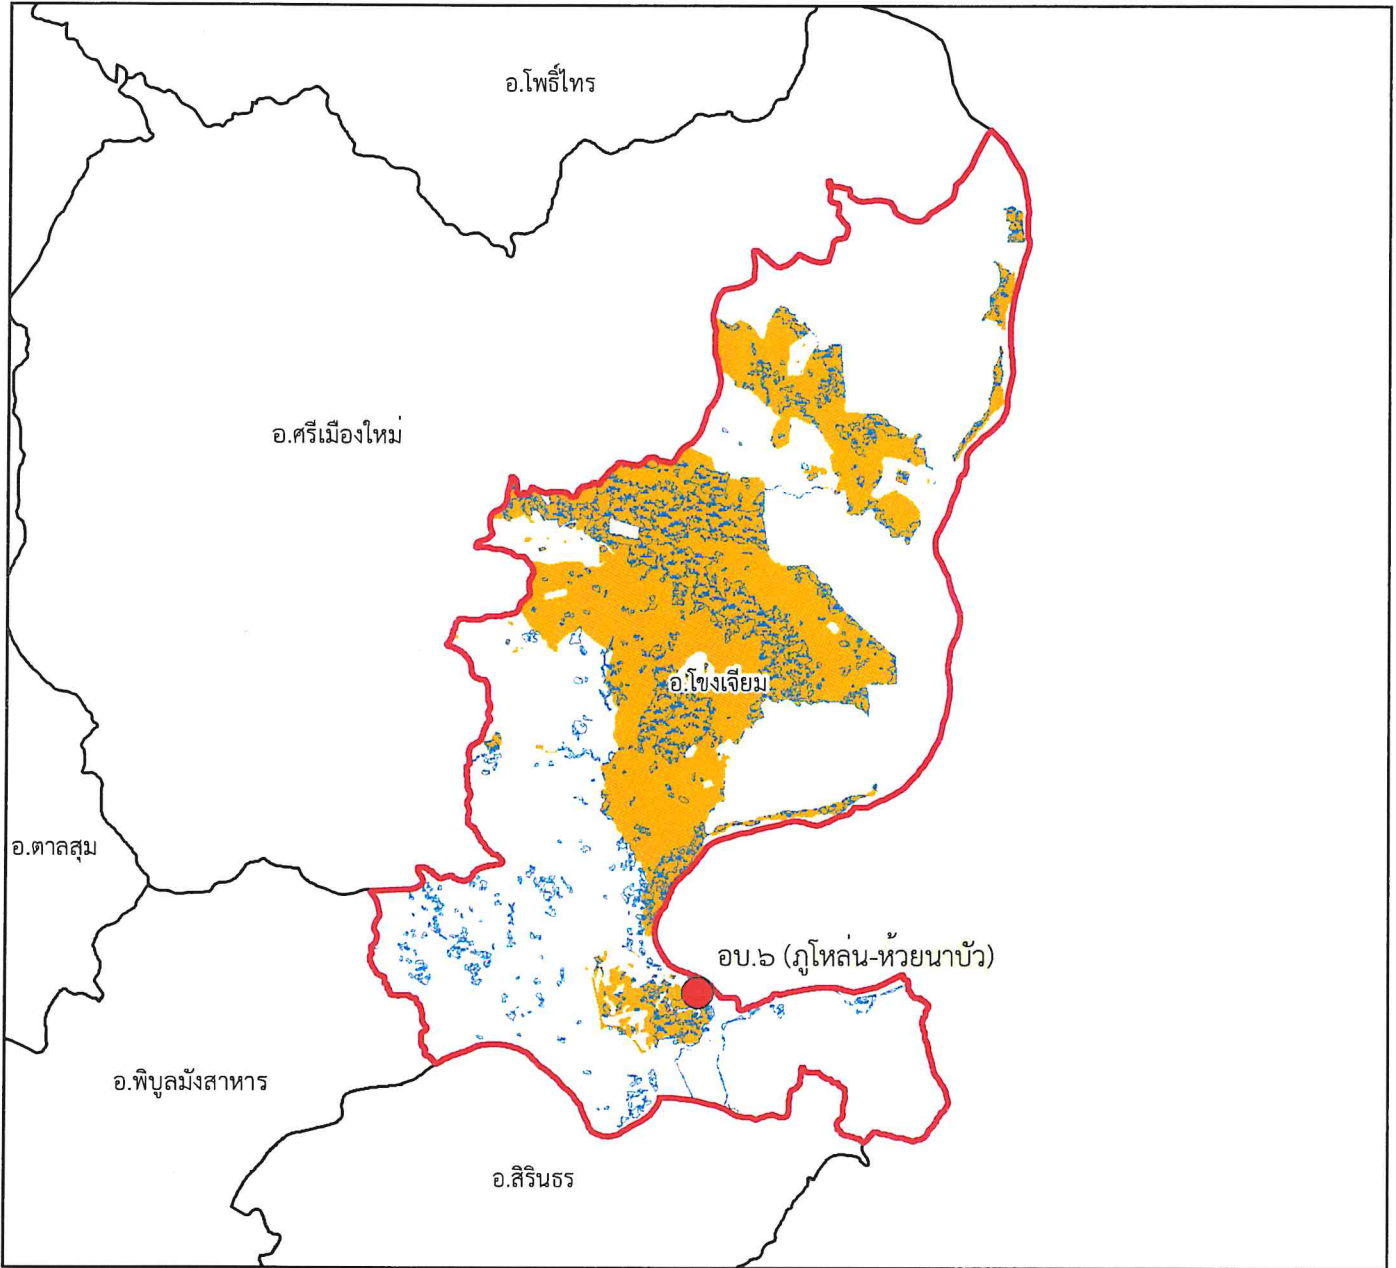 อ.โพธิ์ไทร
อ.ศรีเมืองใหม่
อ.โขงเจียม
อ.ตาลสุม
อบ.๖ (ภูโหล่น-ห้วยนาบัว)
อ.พิบูลมังสาหาร
อ.สิรินธร